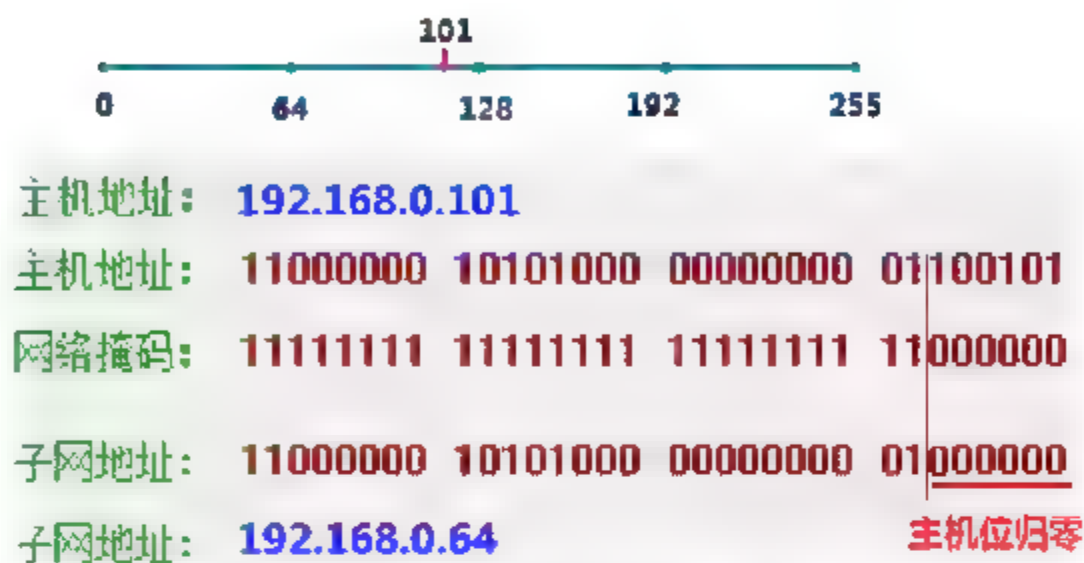 101
0 64 128 192 255
主机地址: 192.168.0.101
主机地址: 11000000 10101000 00000000 01100101
网络掩码: 11111111 11111111 11111111 11000000
子网地址: 11000000 10101000 00000000 01000000
子网地址: 192.168.0.64
主机位归零